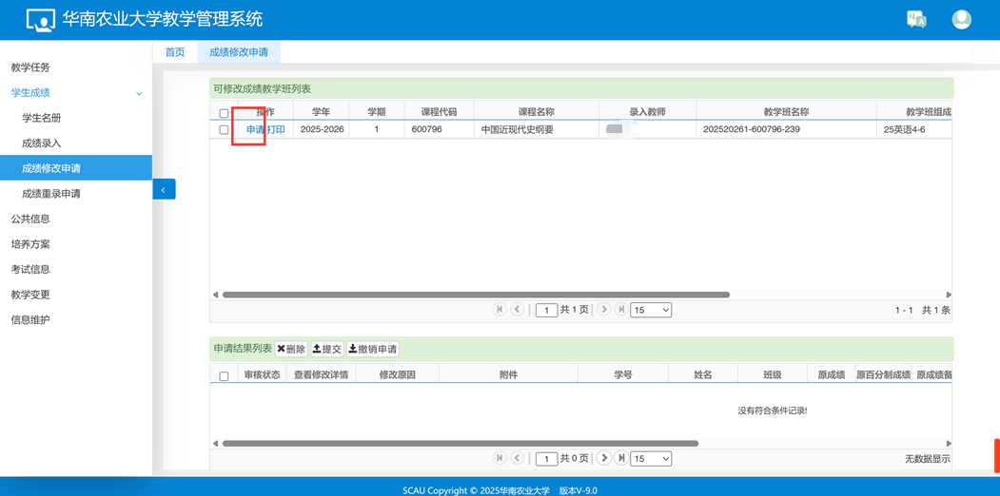 华南农业大学教学管理系统
首页 成绩修改申请
教学任务
学生成绩
学生名册
成绩录入
成绩修改申请
成绩重录申请
公共信息
培养方案
考试信息
教学变更
信息维护
可修改成绩教学班列表
操作 学年 学期 课程代码 课程名称 录入教师 教学班名称 教学班组成
申请 打印 2025-2026 1 600796 中国近现代史纲要 202520261-600796-239 25英语4-6
1 共 1 页 15 1 - 1 共 1 条
申请结果列表 删除 提交 撤销申请
审核状态 查看修改详情 修改原因 附件 学号 姓名 班级 原成绩 原百分制成绩 原成绩备
没有符合条件记录!
1 共 0 页 15 无数据显示
SCAU Copyright © 2025华南农业大学 版本V-9.0